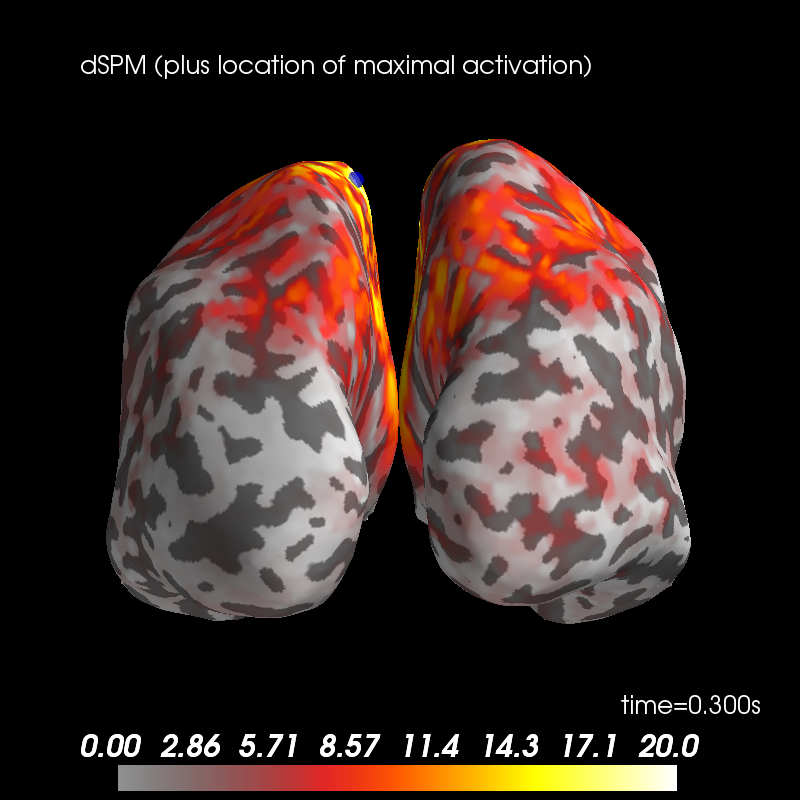 dSPM (plus location of maximal activation)
time=0.300s
0.00 2.86 5.71 8.57 11.4 14.3 17.1 20.0